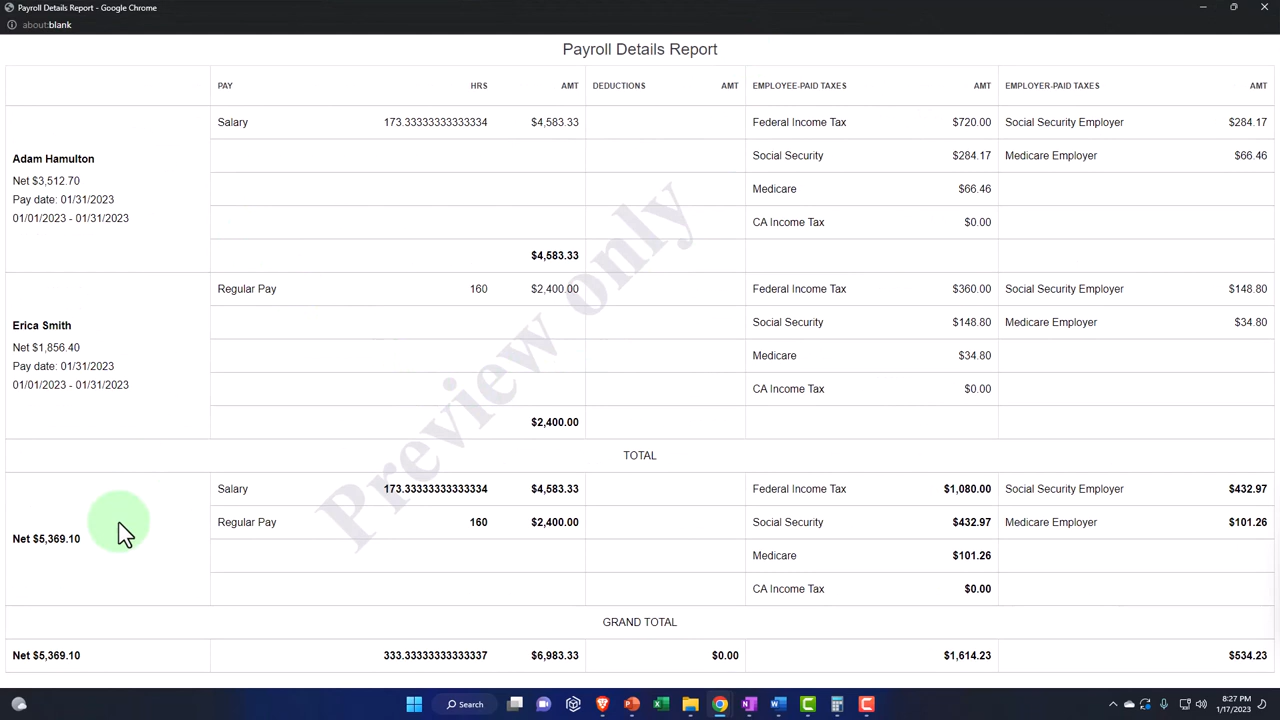 Payroll Details Report - Google Chrome
about:blank
Payroll Details Report
PAY HRS AMT DEDUCTIONS AMT EMPLOYEE-PAID TAXES AMT EMPLOYER-PAID TAXES AMT
Salary 173.33333333333334 $4,583.33 Federal Income Tax $720.00 Social Security Employer $284.17
Adam Hamulton
Social Security $284.17 Medicare Employer $66.46
Net $3,512.70
Medicare $66.46
Pay date: 01/31/2023
01/01/2023 - 01/31/2023
CA Income Tax $0.00
$4,583.33
Regular Pay 160 $2,400.00 Federal Income Tax $360.00 Social Security Employer $148.80
Erica Smith
Social Security $148.80 Medicare Employer $34.80
Net $1,856.40
Medicare $34.80
Pay date: 01/31/2023
01/01/2023 - 01/31/2023
CA Income Tax $0.00
$2,400.00
Preview only
TOTAL
Salary 173.33333333333334 $4,583.33 Federal Income Tax $1,080.00 Social Security Employer $432.97
Regular Pay 160 $2,400.00 Social Security $432.97 Medicare Employer $101.26
Net $5,369.10
Medicare $101.26
CA Income Tax $0.00
GRAND TOTAL
Net $5,369.10 333.33333333333337 $6,983.33 $0.00 $1,614.23 $534.23
Search
8:27 PM
1/17/2023